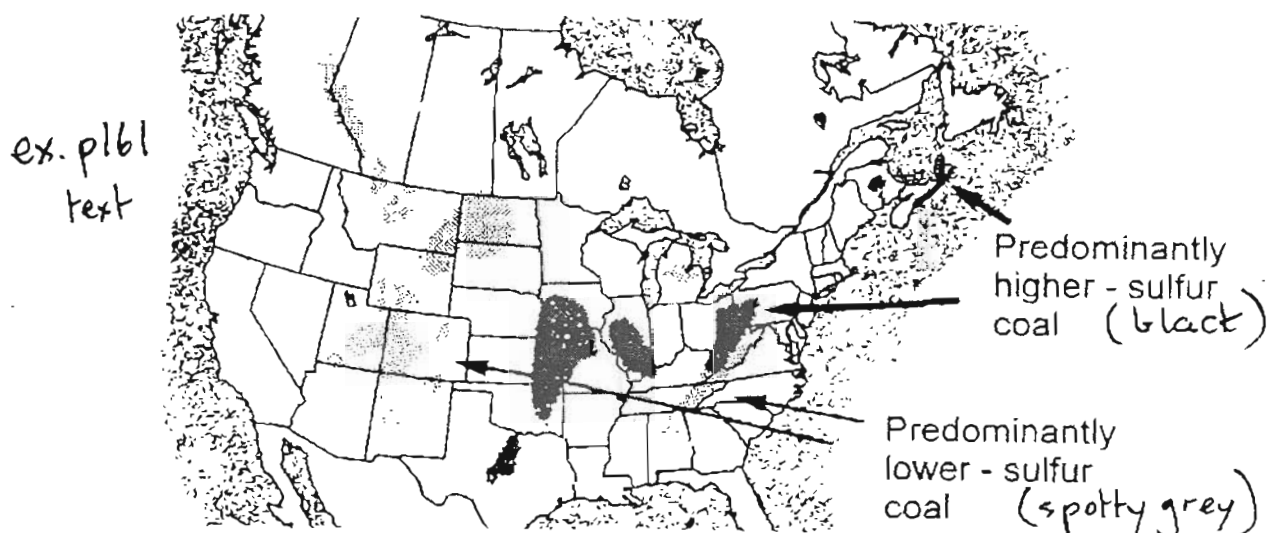 ex. p161
text
Predominantly
higher - sulfur
coal (black)
Predominantly
lower - sulfur
coal (spotty grey)